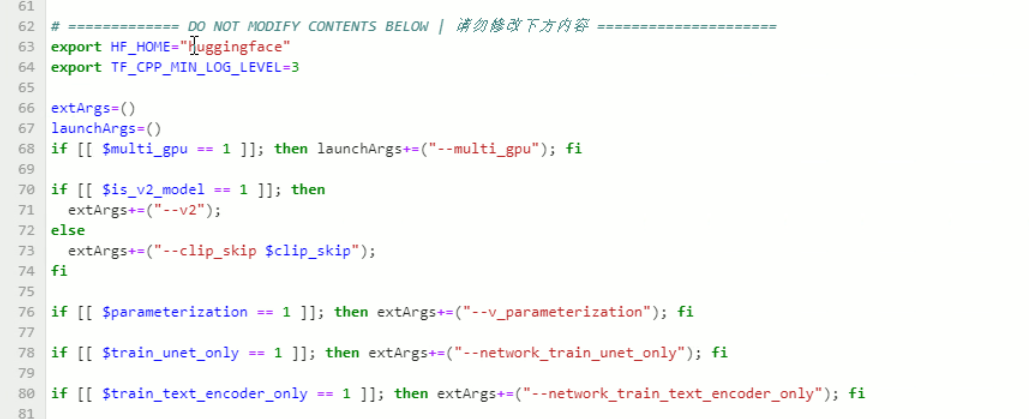 61
62 # ============= DO NOT MODIFY CONTENTS BELOW | 请勿修改下方内容 =====================
63 export HF_HOME="huggingface"
64 export TF_CPP_MIN_LOG_LEVEL=3
65
66 extArgs=()
67 launchArgs=()
68 if [[ $multi_gpu == 1 ]]; then launchArgs+=("--multi_gpu"); fi
69
70 if [[ $is_v2_model == 1 ]]; then
71   extArgs+=("--v2");
72 else
73   extArgs+=("--clip_skip $clip_skip");
74 fi
75
76 if [[ $parameterization == 1 ]]; then extArgs+=("--v_parameterization"); fi
77
78 if [[ $train_unet_only == 1 ]]; then extArgs+=("--network_train_unet_only"); fi
79
80 if [[ $train_text_encoder_only == 1 ]]; then extArgs+=("--network_train_text_encoder_only"); fi
81